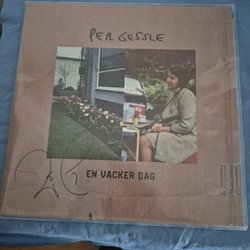 PER GESSLE
EN VACKER DAG